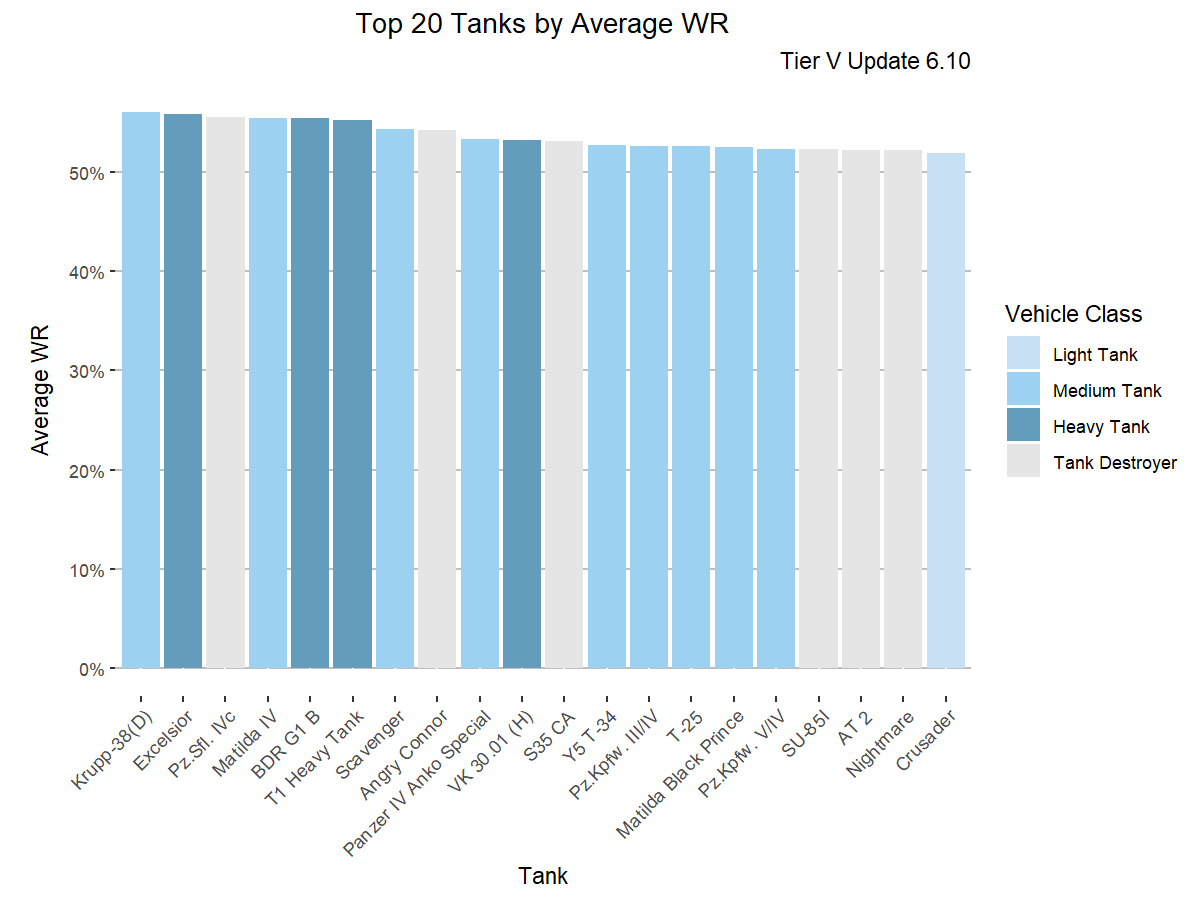 Top 20 Tanks by Average WR
Tier V Update 6.10
Average WR
50%
40%
30%
20%
10%
0%
Krupp-38(D)
Excelsior
Pz.Sfl. IVc
Matilda IV
BDR G1 B
T1 Heavy Tank
Scavenger
Angry Connor
Panzer IV Anko Special
VK 30.01 (H)
S35 CA
Y5 T-34
Pz.Kpfw. III/IV
T-25
Matilda Black Prince
Pz.Kpfw. V/IV
SU-85I
AT 2
Nightmare
Crusader
Tank
Vehicle Class
Light Tank
Medium Tank
Heavy Tank
Tank Destroyer